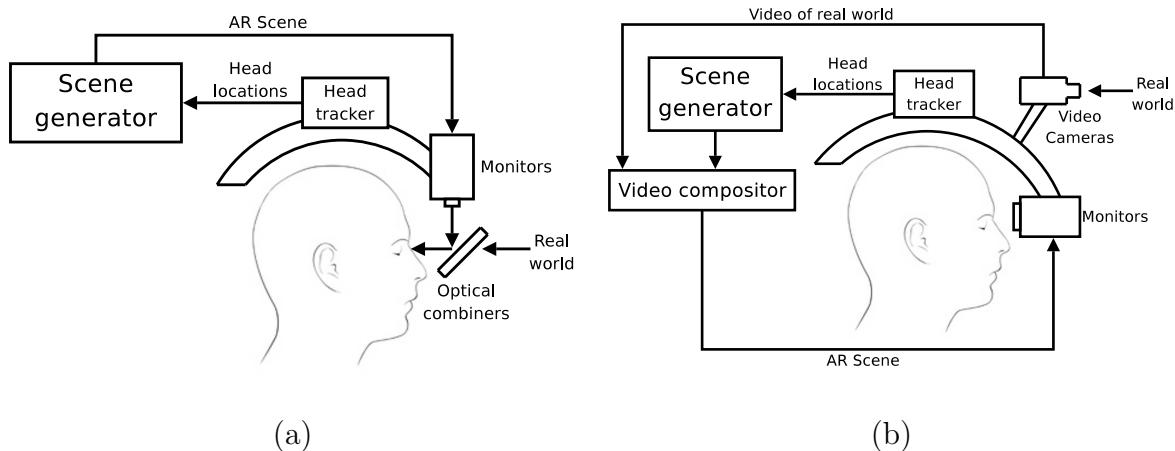 AR Scene
Scene
generator
Head
locations
Head
tracker
Monitors
Real
world
Optical
combiners
(a)
Video of real world
Scene
generator
Head
locations
Head
tracker
Real
world
Video
Cameras
Video compositor
Monitors
AR Scene
(b)